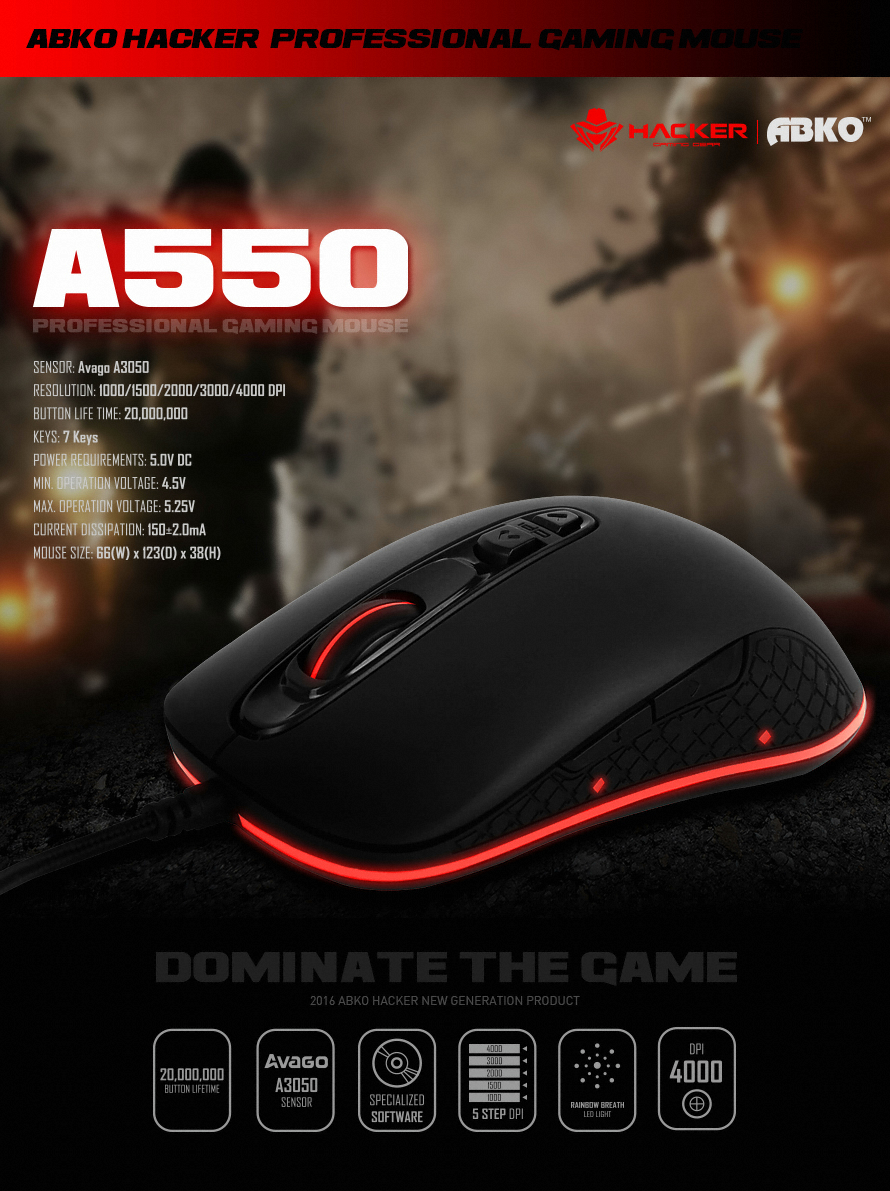 ABKO HACKER PROFESSIONAL GAMING MOUSE
HACKER
GAMING GEAR
ABKO™
A550
PROFESSIONAL GAMING MOUSE
SENSOR: Avago A3050
RESOLUTION: 1000/1500/2000/3000/4000 DPI
BUTTON LIFE TIME: 20,000,000
KEYS: 7 Keys
POWER REQUIREMENTS: 5.0V DC
MIN. OPERATION VOLTAGE: 4.5V
MAX. OPERATION VOLTAGE: 5.25V
CURRENT DISSIPATION: 150±2.0mA
MOUSE SIZE: 66(W) x 123(D) x 38(H)
DOMINATE THE GAME
2016 ABKO HACKER NEW GENERATION PRODUCT
20,000,000
BUTTON LIFETIME
AVAGO
A3050
SENSOR
SPECIALIZED
SOFTWARE
4000
3000
2000
1500
1000
5 STEP DPI
RAINBOW BREATH
LED LIGHT
DPI
4000